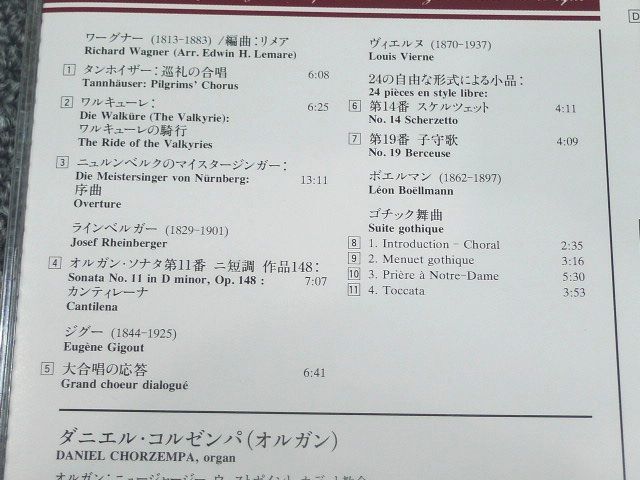 ワーグナー (1813-1883) /編曲：リメア
Richard Wagner (Arr. Edwin H. Lemare)
1 タンホイザー：巡礼の合唱 6:08
Tannhäuser: Pilgrims' Chorus
2 ワルキューレ： 6:25
Die Walküre (The Valkyrie):
ワルキューレの騎行
The Ride of the Valkyries
3 ニュルンベルクのマイスタージンガー：
Die Meistersinger von Nürnberg: 13:11
序曲
Overture
ラインベルガー (1829-1901)
Josef Rheinberger
4 オルガン・ソナタ第11番 ニ短調 作品148：
Sonata No. 11 in D minor, Op. 148 : 7:07
カンティレーナ
Cantilena
ジグー (1844-1925)
Eugène Gigout
5 大合唱の応答 6:41
Grand choeur dialogué
ヴィエルヌ (1870-1937)
Louis Vierne
24の自由な形式による小品：
24 pièces en style libre:
6 第14番 スケルツェット 4:11
No. 14 Scherzetto
7 第19番 子守歌 4:09
No. 19 Berceuse
ボエルマン (1862-1897)
Léon Boëllmann
ゴチック舞曲
Suite gothique
8 1. Introduction - Choral 2:35
9 2. Menuet gothique 3:16
10 3. Prière à Notre-Dame 5:30
11 4. Toccata 3:53
ダニエル・コルゼンパ(オルガン)
DANIEL CHORZEMPA, organ